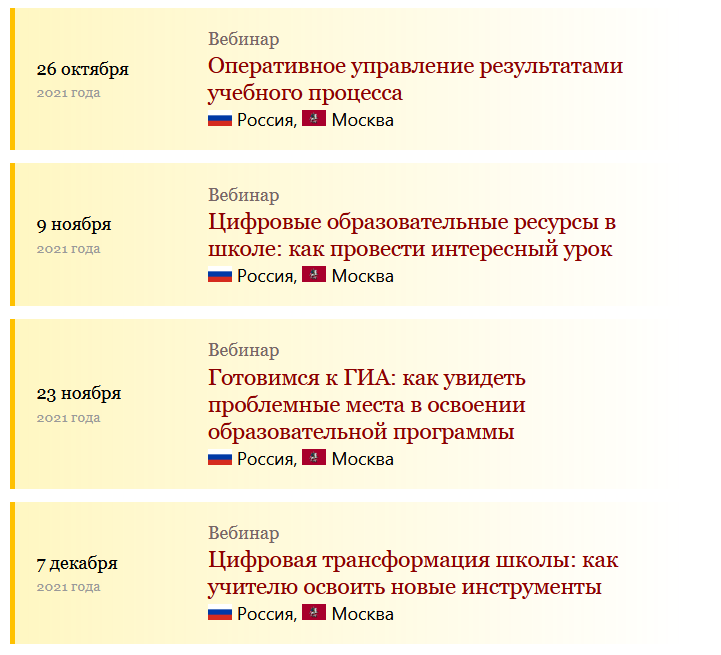 Вебинар
26 октября
2021 года
Оперативное управление результатами
учебного процесса
Россия, Москва
Вебинар
9 ноября
2021 года
Цифровые образовательные ресурсы в
школе: как провести интересный урок
Россия, Москва
Вебинар
23 ноября
2021 года
Готовимся к ГИА: как увидеть
проблемные места в освоении
образовательной программы
Россия, Москва
Вебинар
7 декабря
2021 года
Цифровая трансформация школы: как
учителю освоить новые инструменты
Россия, Москва